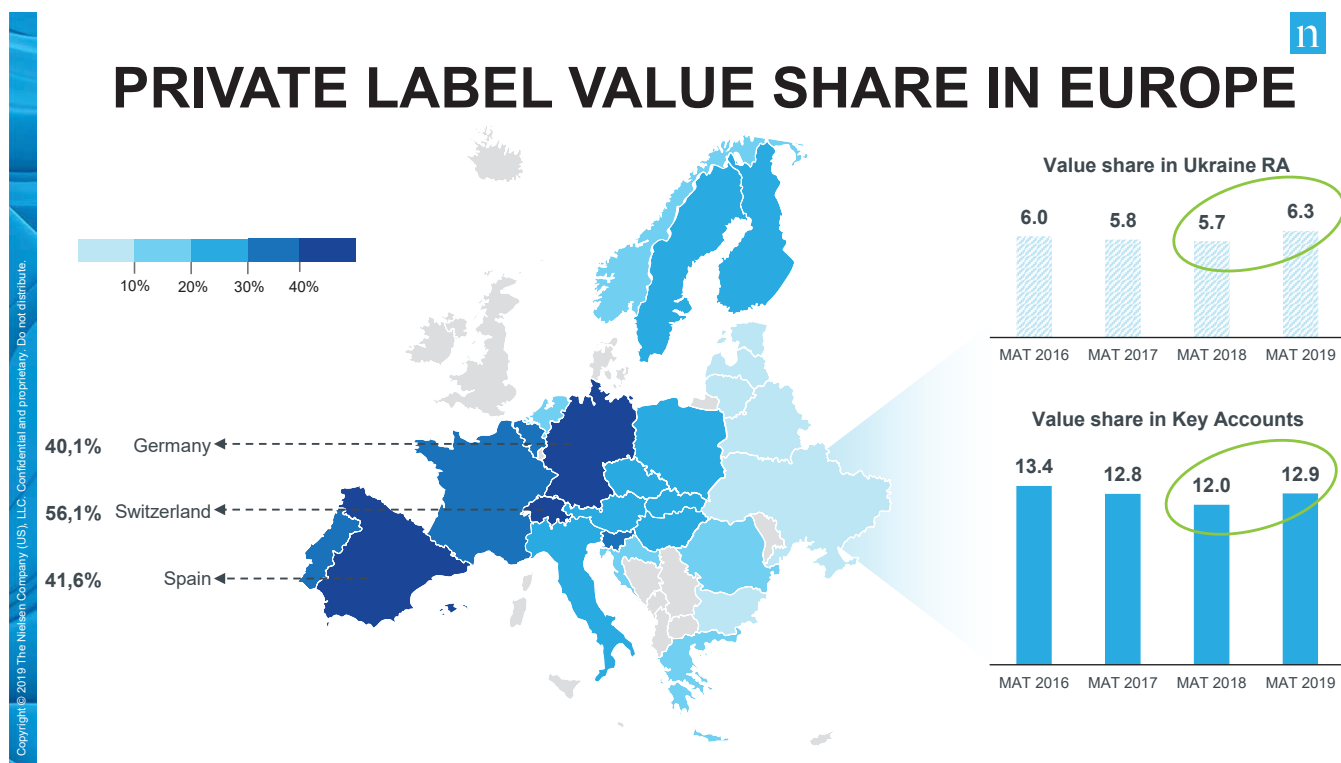 n
PRIVATE LABEL VALUE SHARE IN EUROPE
10% 20% 30% 40%
40,1% Germany
56,1% Switzerland
41,6% Spain
Value share in Ukraine RA
6.0 5.8 5.7 6.3
MAT 2016 MAT 2017 MAT 2018 MAT 2019
Value share in Key Accounts
13.4 12.8 12.0 12.9
MAT 2016 MAT 2017 MAT 2018 MAT 2019
Copyright © 2019 The Nielsen Company (US), LLC. Confidential and proprietary. Do not distribute.